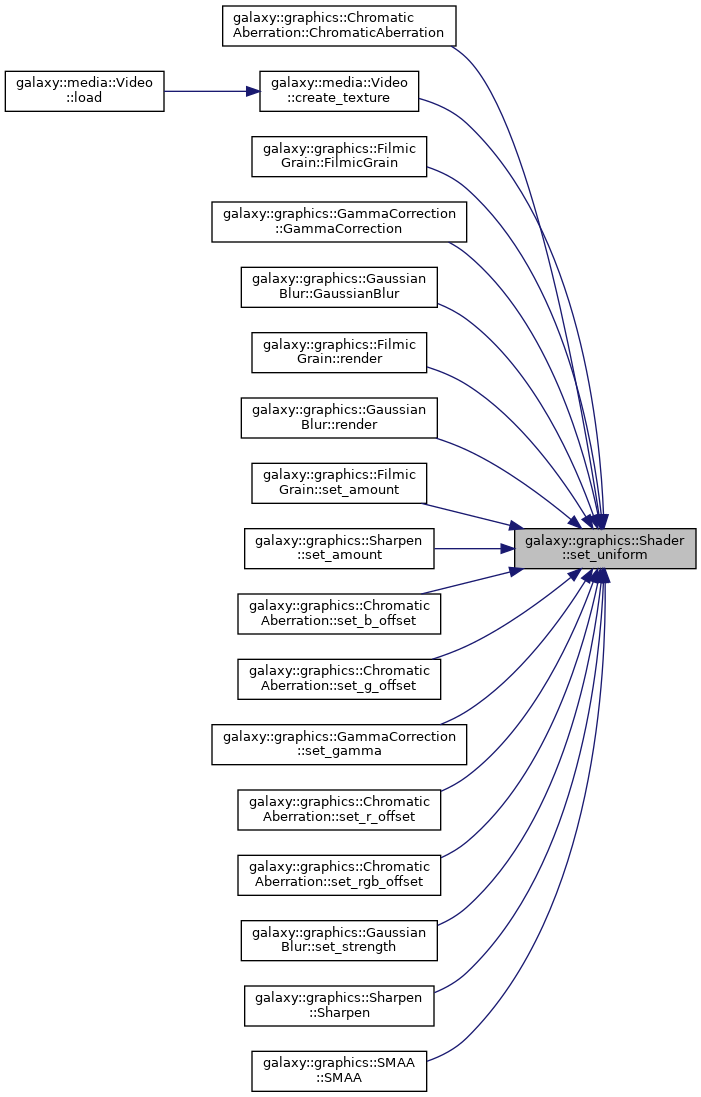 galaxy::graphics::Chromatic
Aberration::ChromaticAberration
galaxy::media::Video
::load
galaxy::media::Video
::create_texture
galaxy::graphics::Filmic
Grain::FilmicGrain
galaxy::graphics::GammaCorrection
::GammaCorrection
galaxy::graphics::Gaussian
Blur::GaussianBlur
galaxy::graphics::Filmic
Grain::render
galaxy::graphics::Gaussian
Blur::render
galaxy::graphics::Filmic
Grain::set_amount
galaxy::graphics::Sharpen
::set_amount
galaxy::graphics::Shader
::set_uniform
galaxy::graphics::Chromatic
Aberration::set_b_offset
galaxy::graphics::Chromatic
Aberration::set_g_offset
galaxy::graphics::GammaCorrection
::set_gamma
galaxy::graphics::Chromatic
Aberration::set_r_offset
galaxy::graphics::Chromatic
Aberration::set_rgb_offset
galaxy::graphics::Gaussian
Blur::set_strength
galaxy::graphics::Sharpen
::Sharpen
galaxy::graphics::SMAA
::SMAA